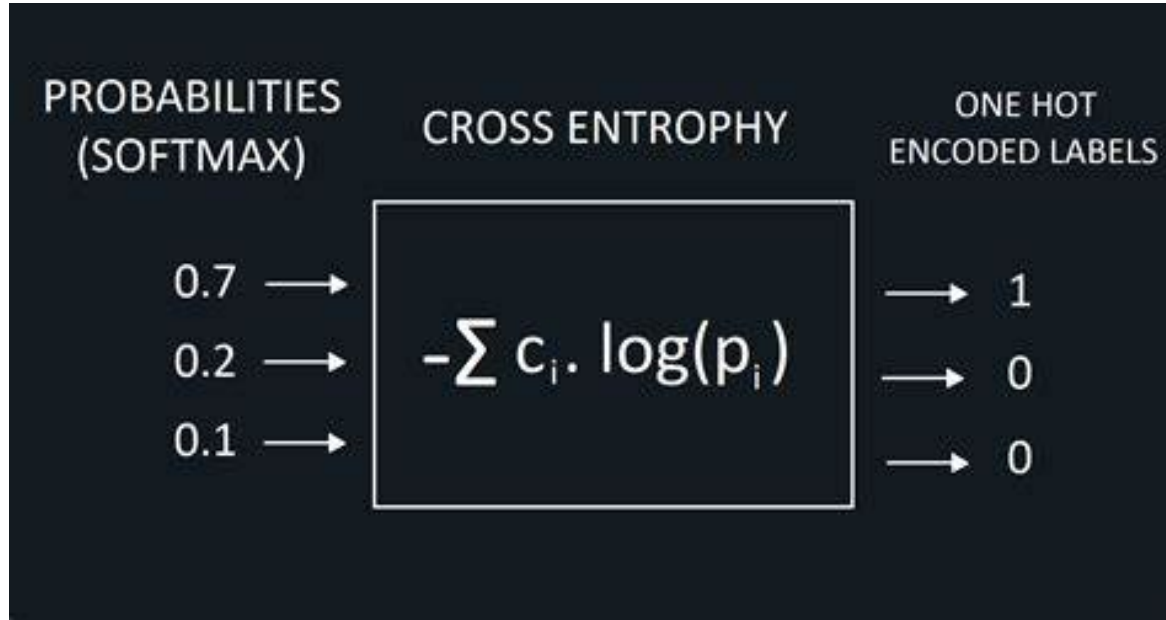 PROBABILITIES
(SOFTMAX)
CROSS ENTROPHY
ONE HOT
ENCODED LABELS
0.7
0.2
0.1
-∑ cᵢ. log(pᵢ)
1
0
0